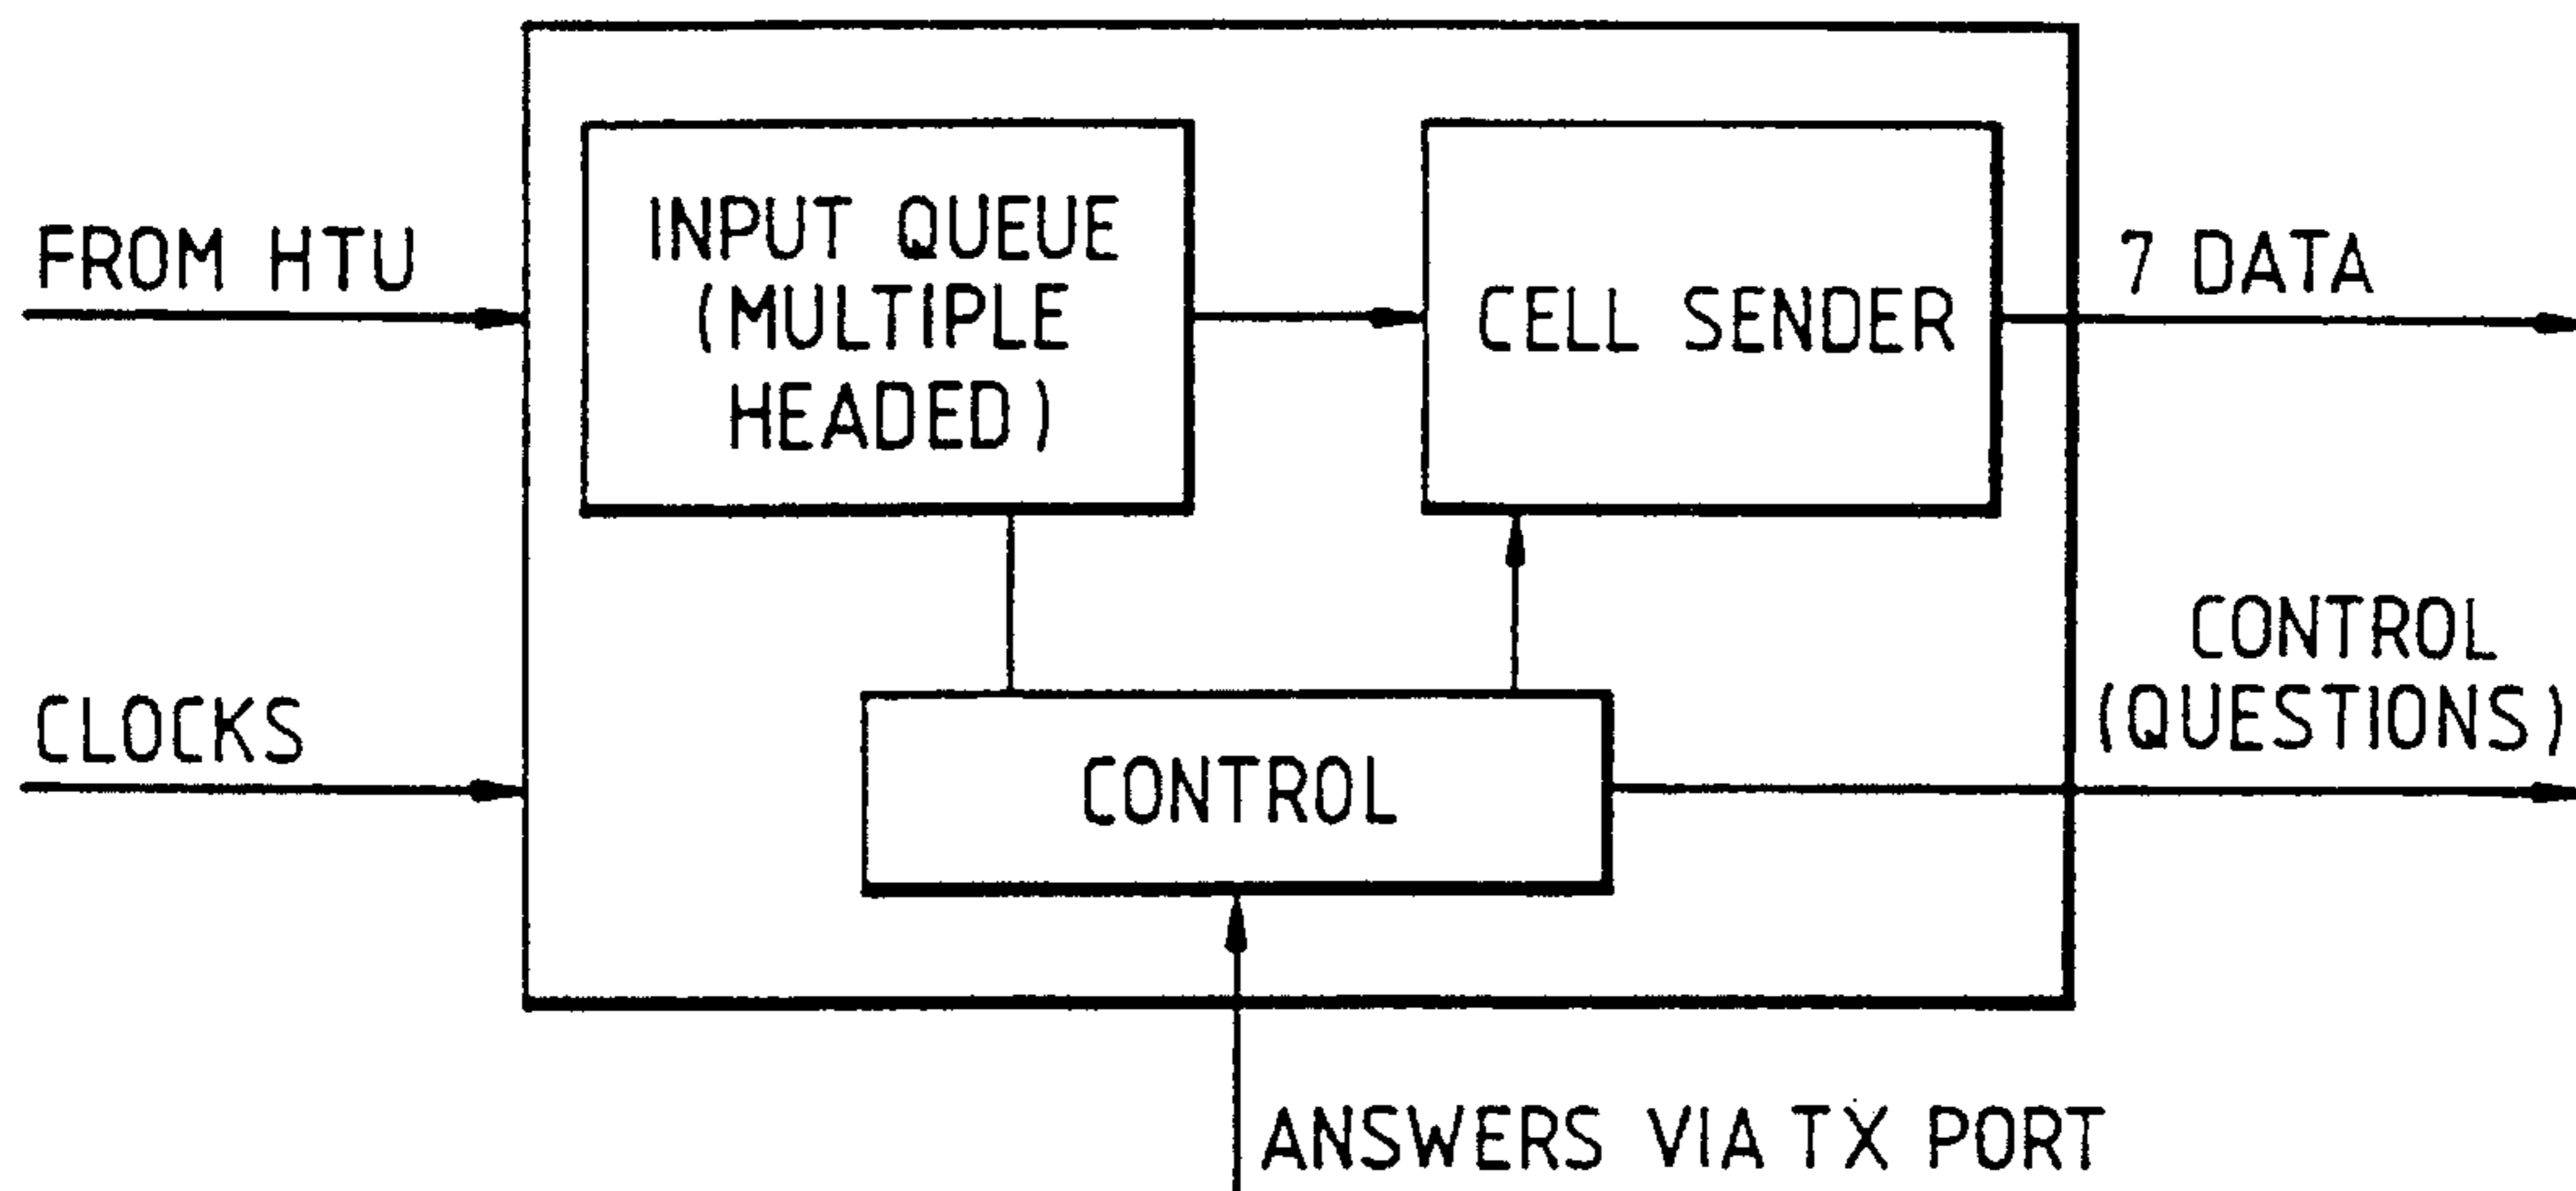 FROM HTU
INPUT QUEUE
(MULTIPLE
HEADED)
CELL SENDER
7 DATA
CLOCKS
CONTROL
CONTROL
(QUESTIONS)
ANSWERS VIA TX PORT